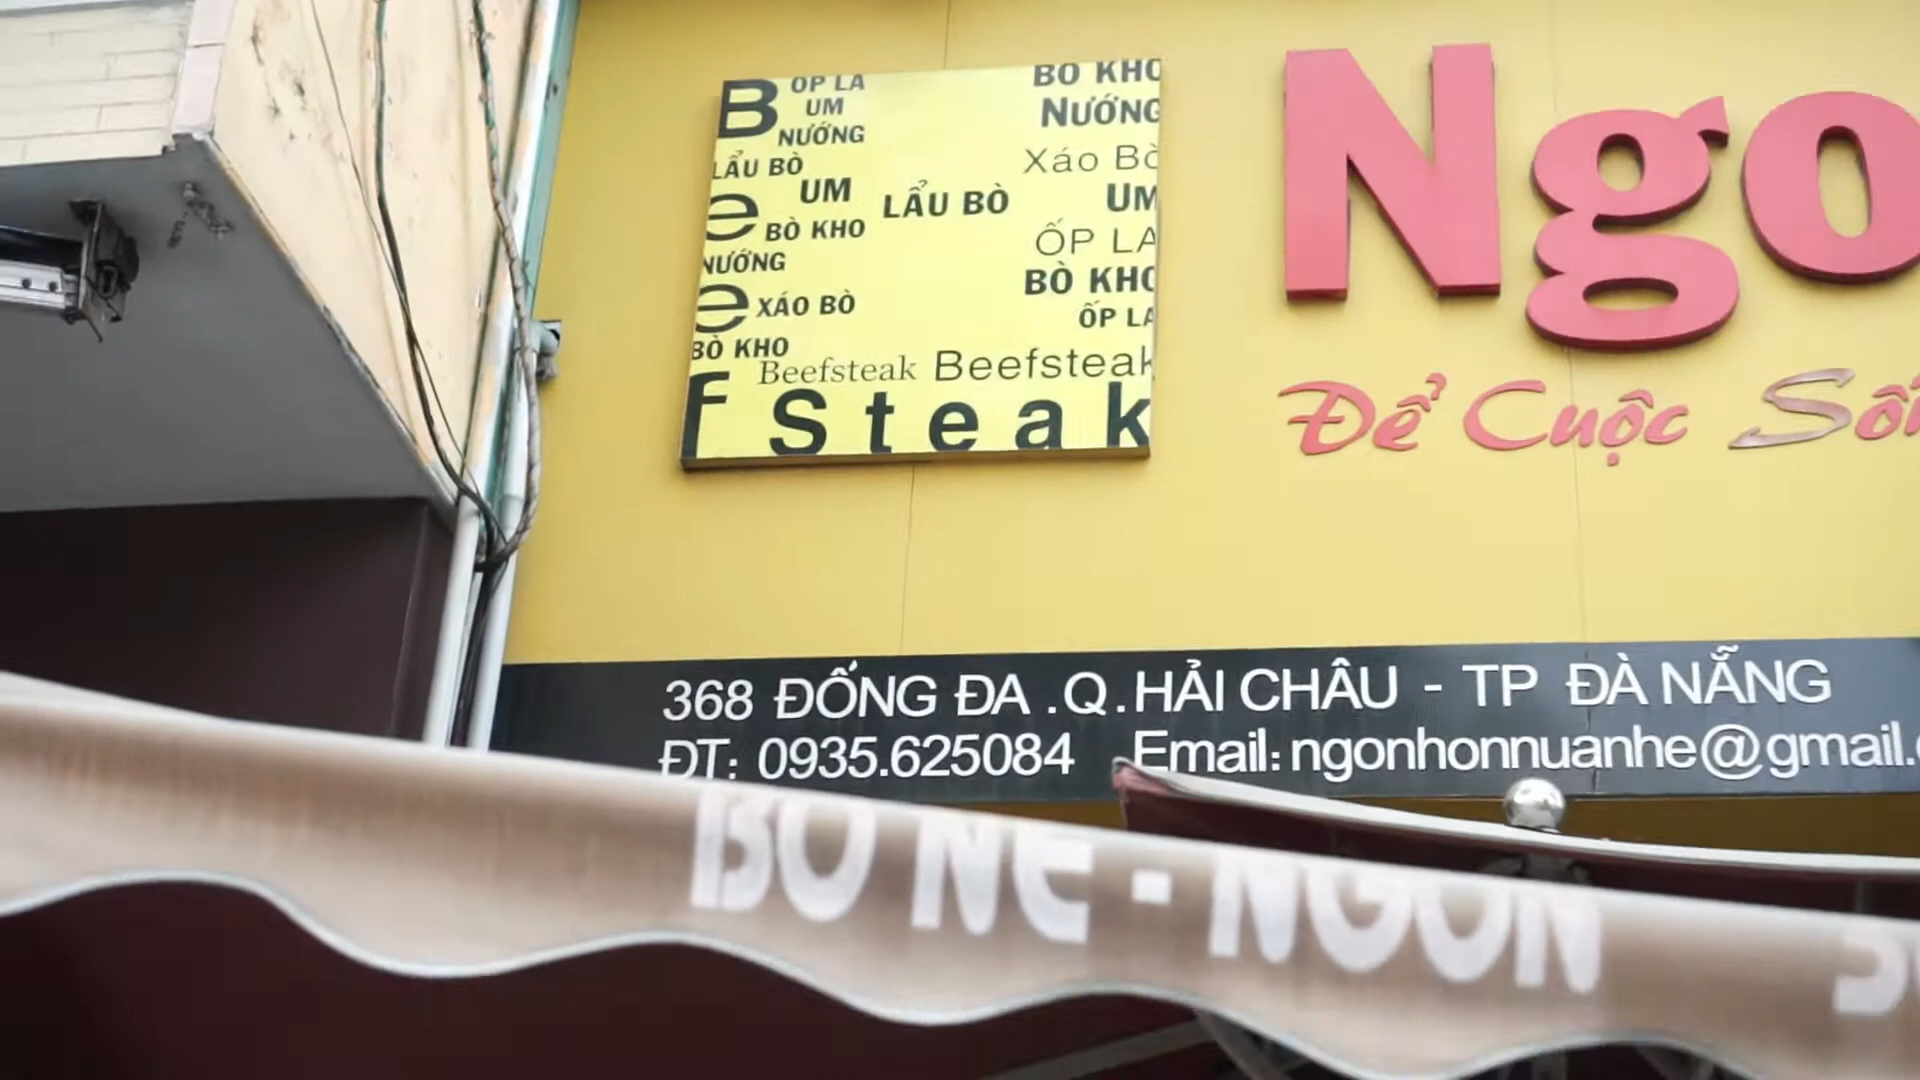 B ỐP LA
UM
NƯỚNG
LẨU BÒ
e UM
BÒ KHO
NƯỚNG
e XÁO BÒ
BÒ KHO
Beefsteak Beefsteak
f Steak
LẨU BÒ
BÒ KHO
NƯỚNG
Xáo Bò
UM
ỐP LA
BÒ KHO
ỐP LA
Ngo
Để Cuộc Số
368 ĐỐNG ĐA .Q.HẢI CHÂU - TP ĐÀ NẴNG
ĐT: 0935.625084 Email: ngonhonnuanhe@gmail.
BÒ NÉ - NGON